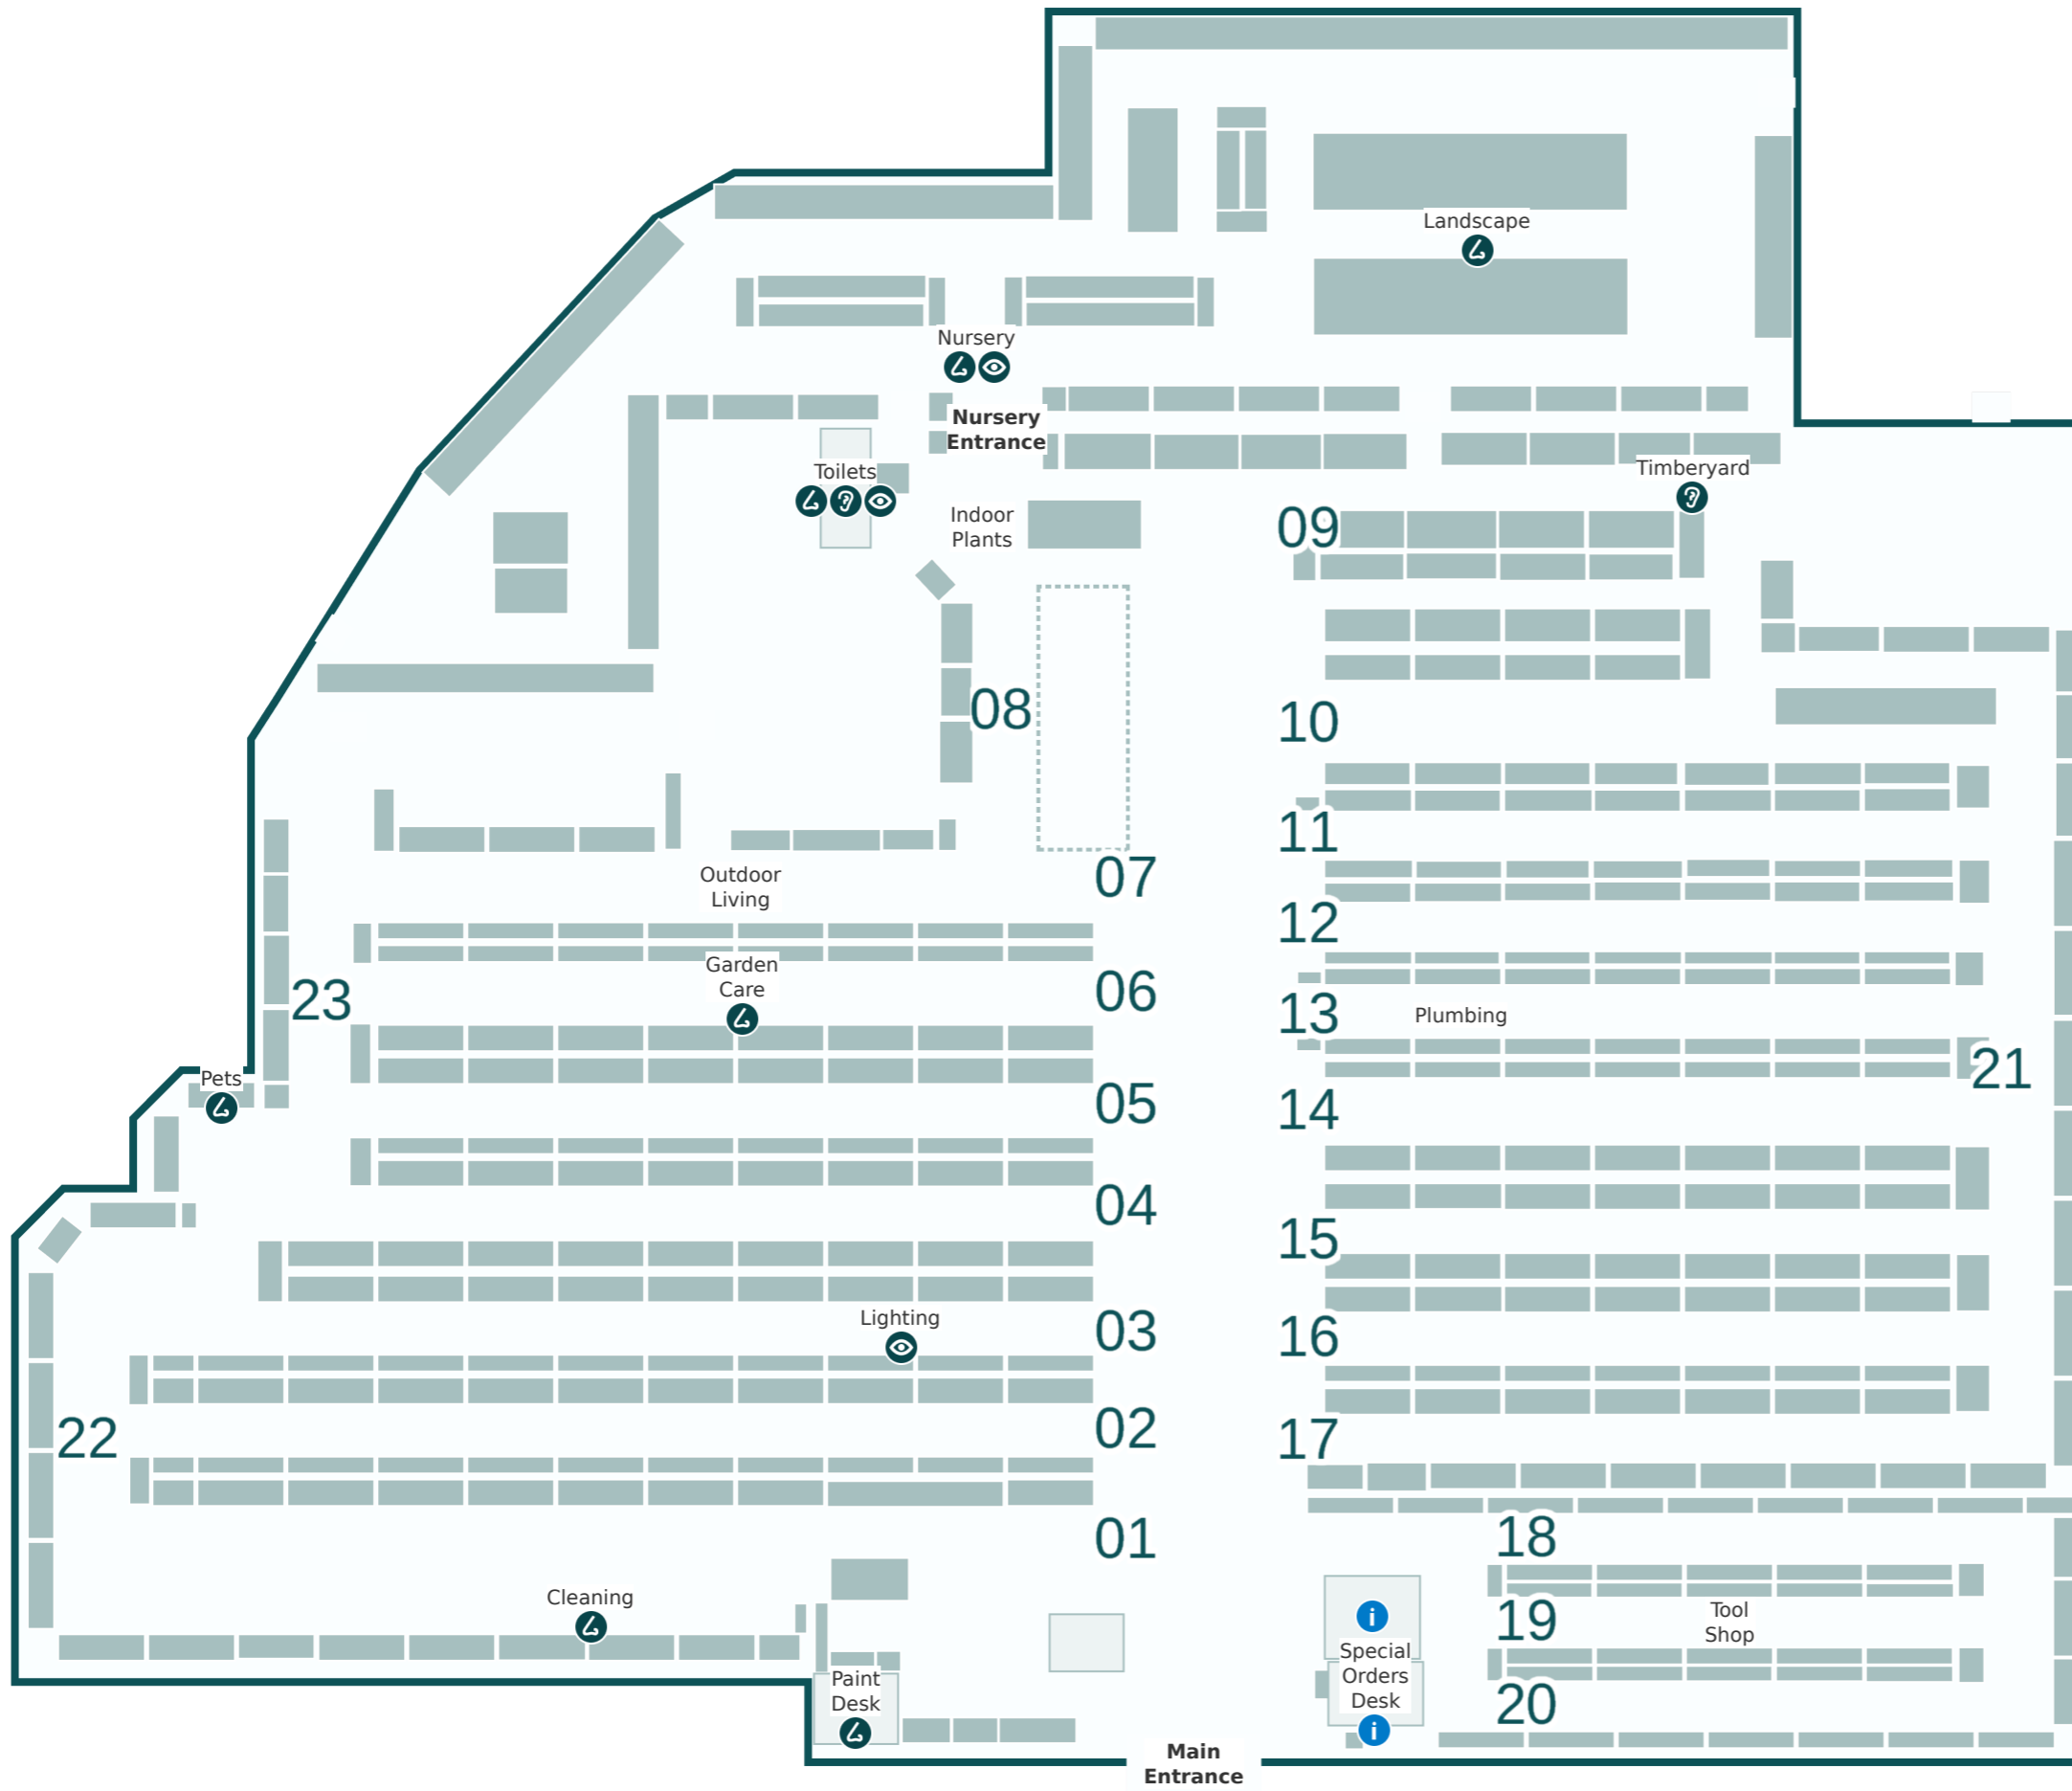 Landscape
Nursery
Nursery
Entrance
Toilets
Timberyard
Indoor
Plants
09
08
10
11
07
Outdoor
Living
12
Garden
Care
06
23
13
Plumbing
21
Pets
05
14
04
15
Lighting
03
16
02
22
17
01
18
Cleaning
19
Tool
Shop
i
Special
Orders
Desk
Paint
Desk
20
i
Main
Entrance